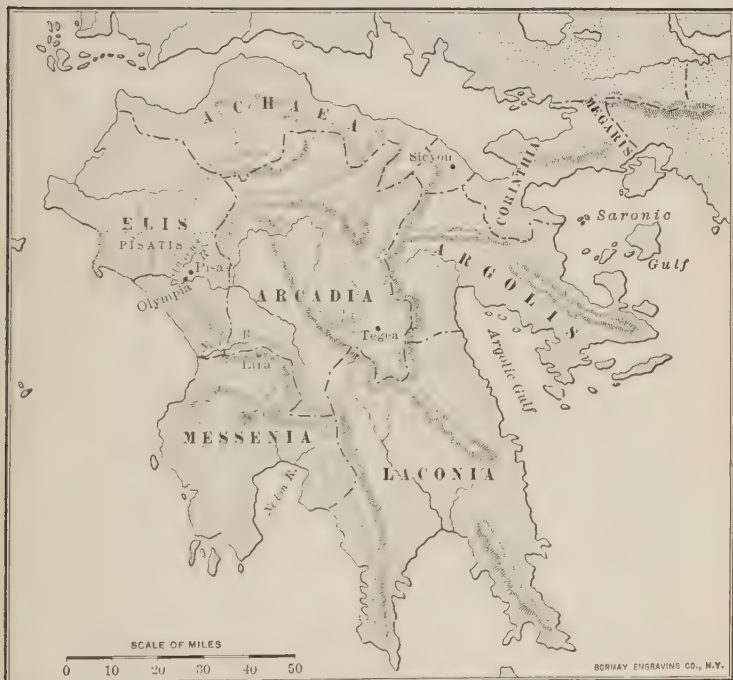 ACHAEA
MEGARIS
Sicyon
CORINTHIA
Saronic
Gulf
ELIS
PISATIS
Pisa
Olympia
ARGOLIS
ARCADIA
Tegea
Argolic Gulf
N. R.
MESSENIA
LACONIA
SCALE OF MILES
0 10 20 30 40 50
BORMAY ENGRAVING CO., N.Y.